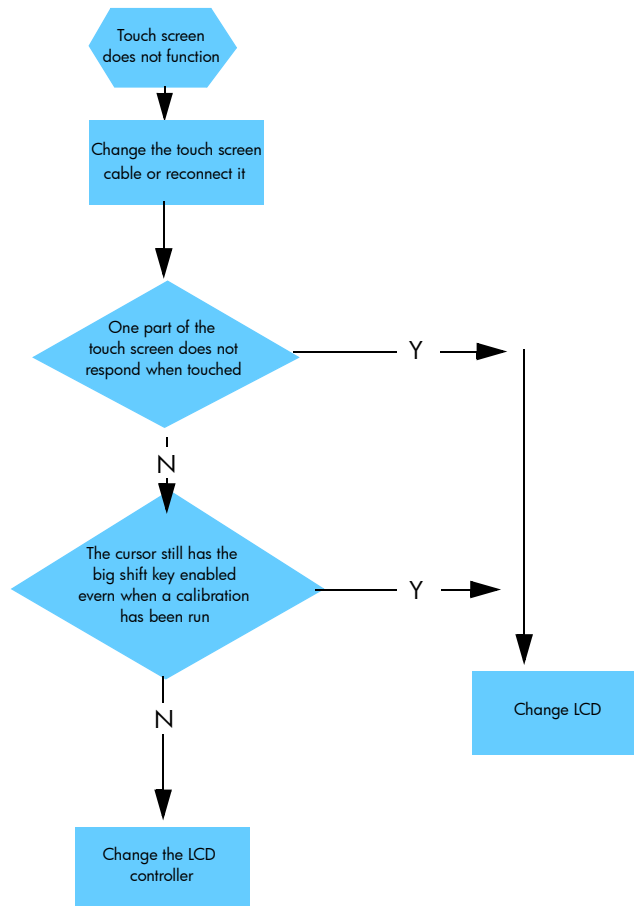 Touch screen
does not function
Change the touch screen
cable or reconnect it
One part of the
touch screen does not
respond when touched
Y
N
The cursor still has the
big shift key enabled
evern when a calibration
has been run
Y
N
Change LCD
Change the LCD
controller